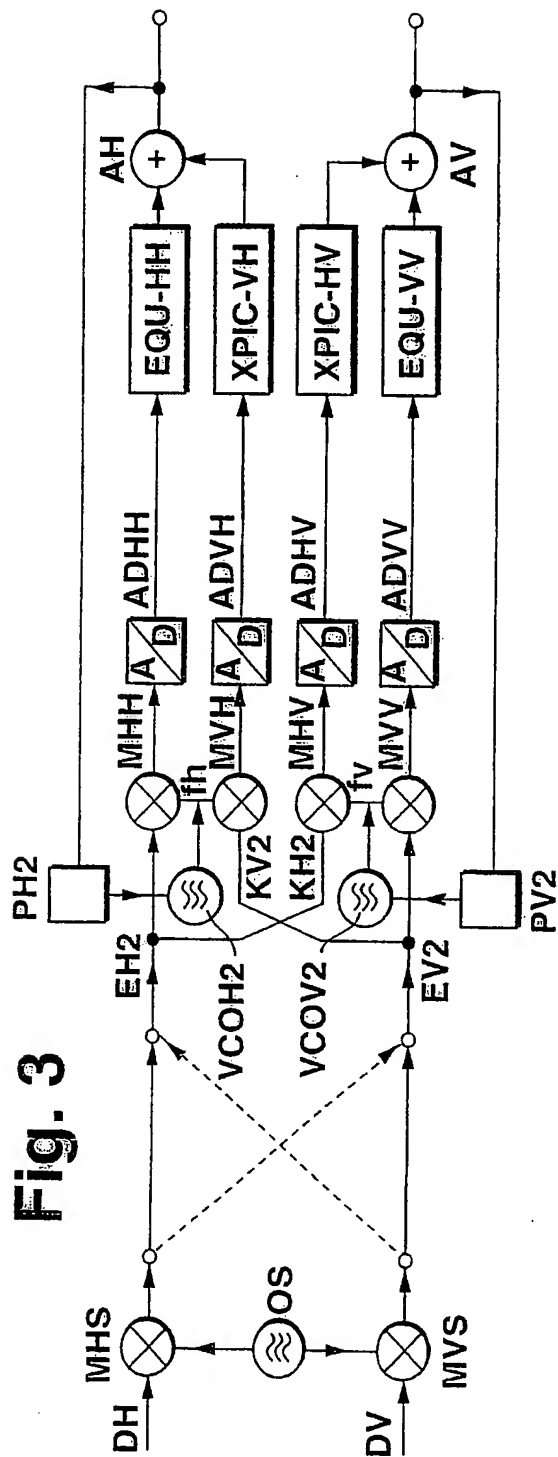 Fig. 3
DH
MHS
OS
DV
MVS
EH2
PH2
VCOH2
VCOV2
EV2
PV2
KV2
KH2
fh
fv
MHH
MVH
MHV
MVV
A/D
A/D
A/D
A/D
ADHH
ADVH
ADHV
ADVV
EQU-HH
XPIC-VH
XPIC-HV
EQU-VV
AH
+
+
AV